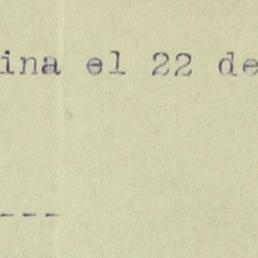 ina el 22 de
---